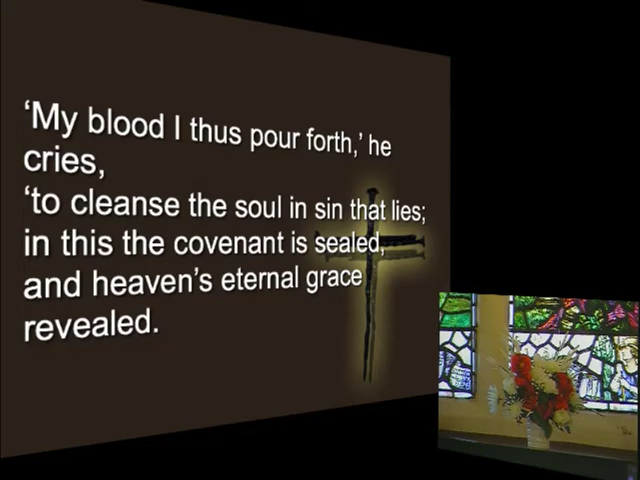 ‘My blood I thus pour forth,’ he
cries,
‘to cleanse the soul in sin that lies;
in this the covenant is sealed,
and heaven’s eternal grace
revealed.